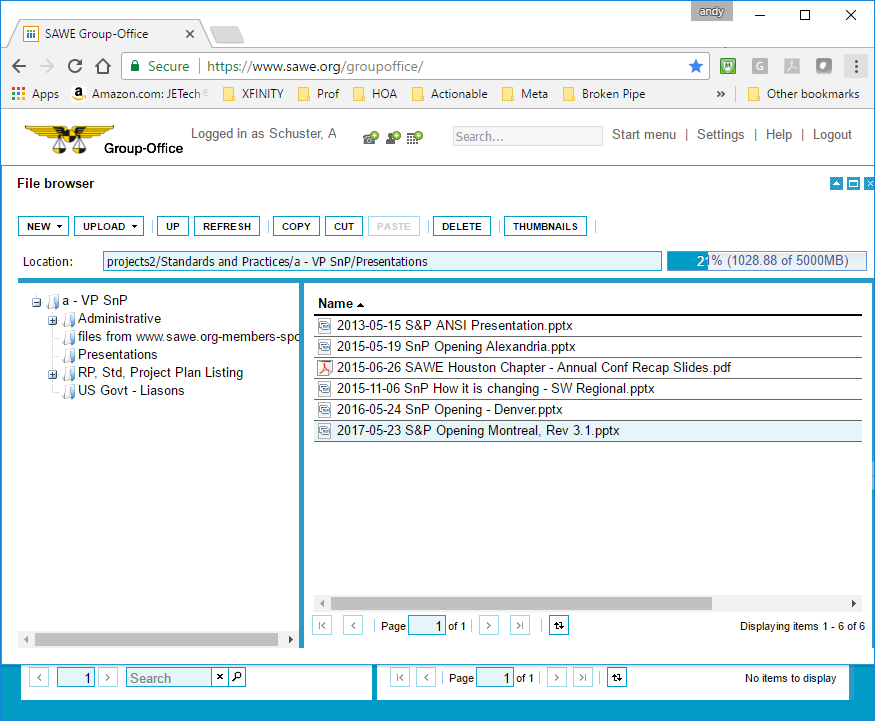 andy
SAWE Group-Office
Secure https://www.sawe.org/groupoffice/
Apps Amazon.com: JETech XFINITY Prof HOA Actionable Meta Broken Pipe » Other bookmarks
Group-Office Logged in as Schuster, A Search... Start menu | Settings | Help | Logout
File browser
NEW UPLOAD UP REFRESH COPY CUT PASTE DELETE THUMBNAILS
Location: projects2/Standards and Practices/a - VP SnP/Presentations 21% (1028.88 of 5000MB)
a - VP SnP
Administrative
files from www.sawe.org-members-spo
Presentations
RP, Std, Project Plan Listing
US Govt - Liasons
Name
2013-05-15 S&P ANSI Presentation.pptx
2015-05-19 SnP Opening Alexandria.pptx
2015-06-26 SAWE Houston Chapter - Annual Conf Recap Slides.pdf
2015-11-06 SnP How it is changing - SW Regional.pptx
2016-05-24 SnP Opening - Denver.pptx
2017-05-23 S&P Opening Montreal, Rev 3.1.pptx
Page 1 of 1 Displaying items 1 - 6 of 6
1 Search Page 1 of 1 No items to display